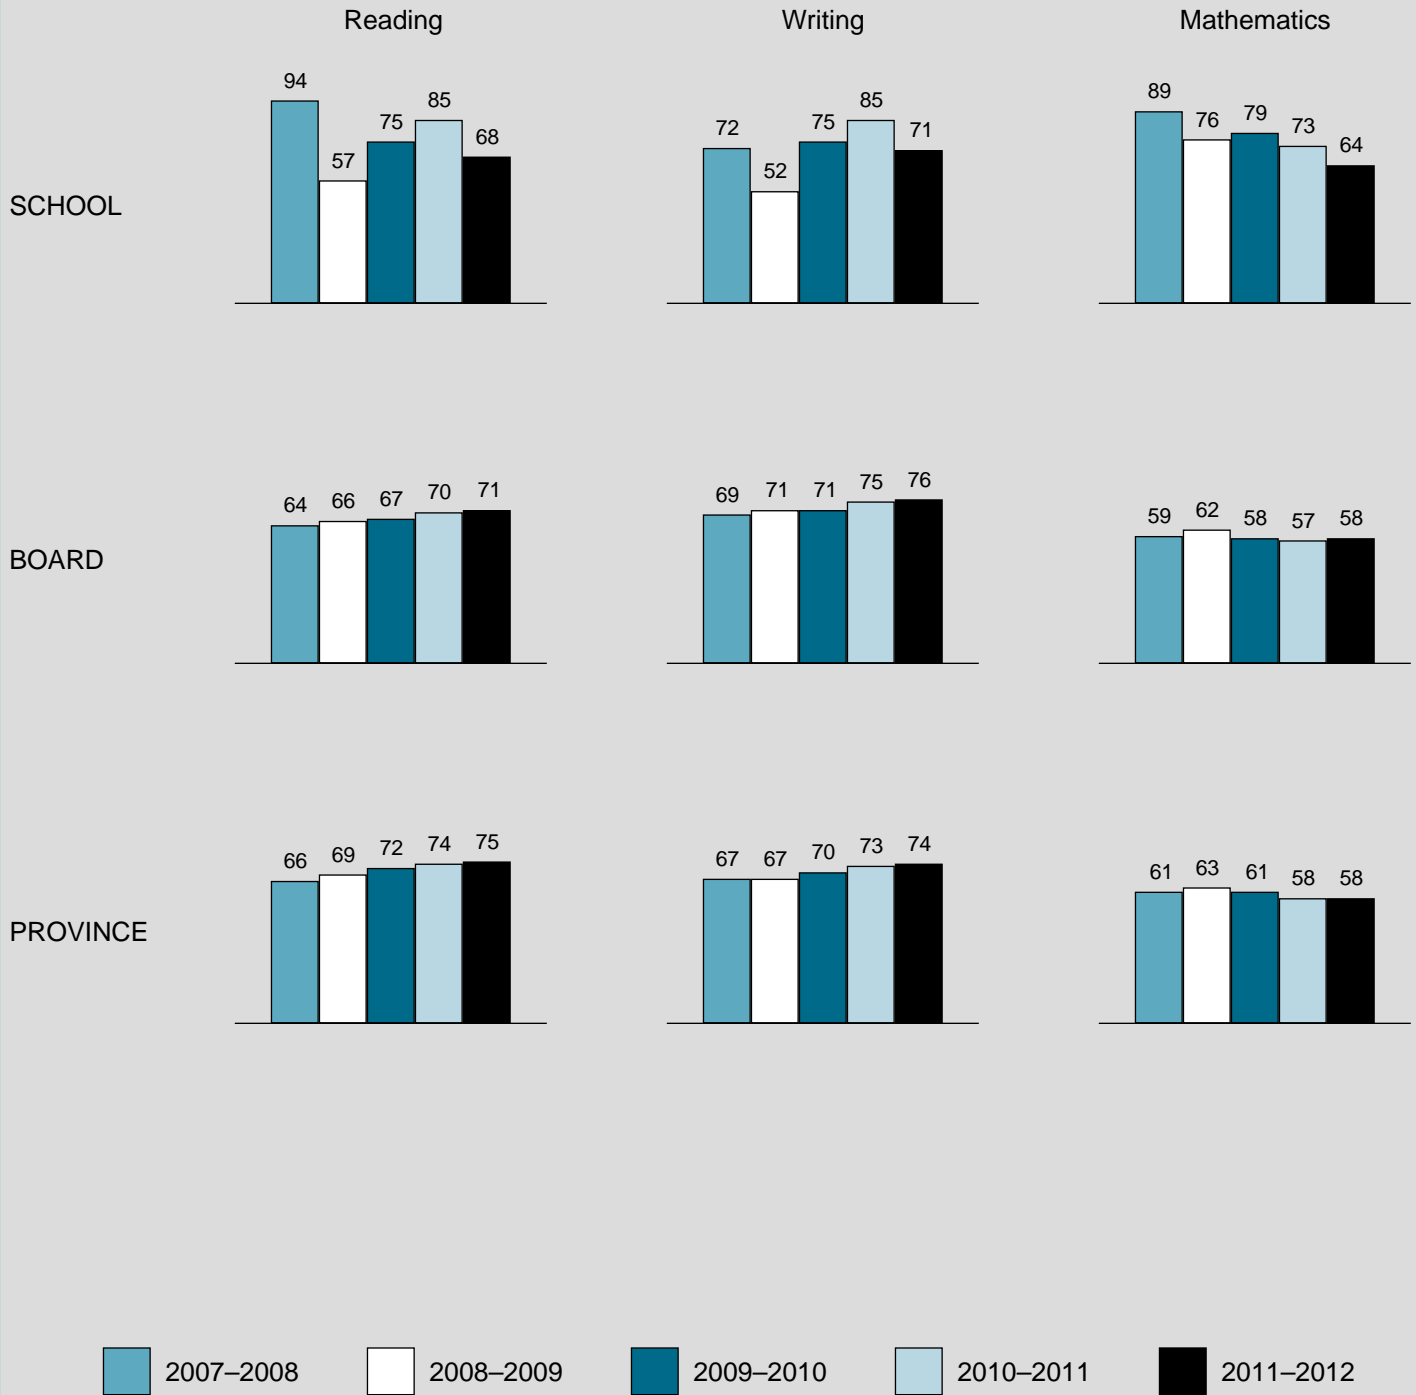 Reading Writing Mathematics
94 57 75 85 68
72 52 75 85 71
89 76 79 73 64
SCHOOL
64 66 67 70 71
69 71 71 75 76
59 62 58 57 58
BOARD
66 69 72 74 75
67 67 70 73 74
61 63 61 58 58
PROVINCE
2007–2008 2008–2009 2009–2010 2010–2011 2011–2012